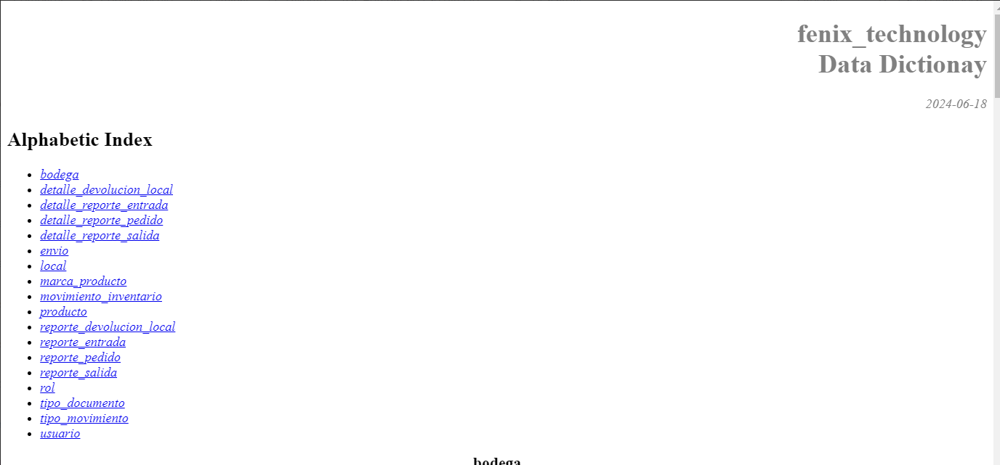 fenix_technology
Data Dictionay
2024-06-18
Alphabetic Index
bodega
detalle_devolucion_local
detalle_reporte_entrada
detalle_reporte_pedido
detalle_reporte_salida
envio
local
marca_producto
movimiento_inventario
producto
reporte_devolucion_local
reporte_entrada
reporte_pedido
reporte_salida
rol
tipo_documento
tipo_movimiento
usuario
bodega